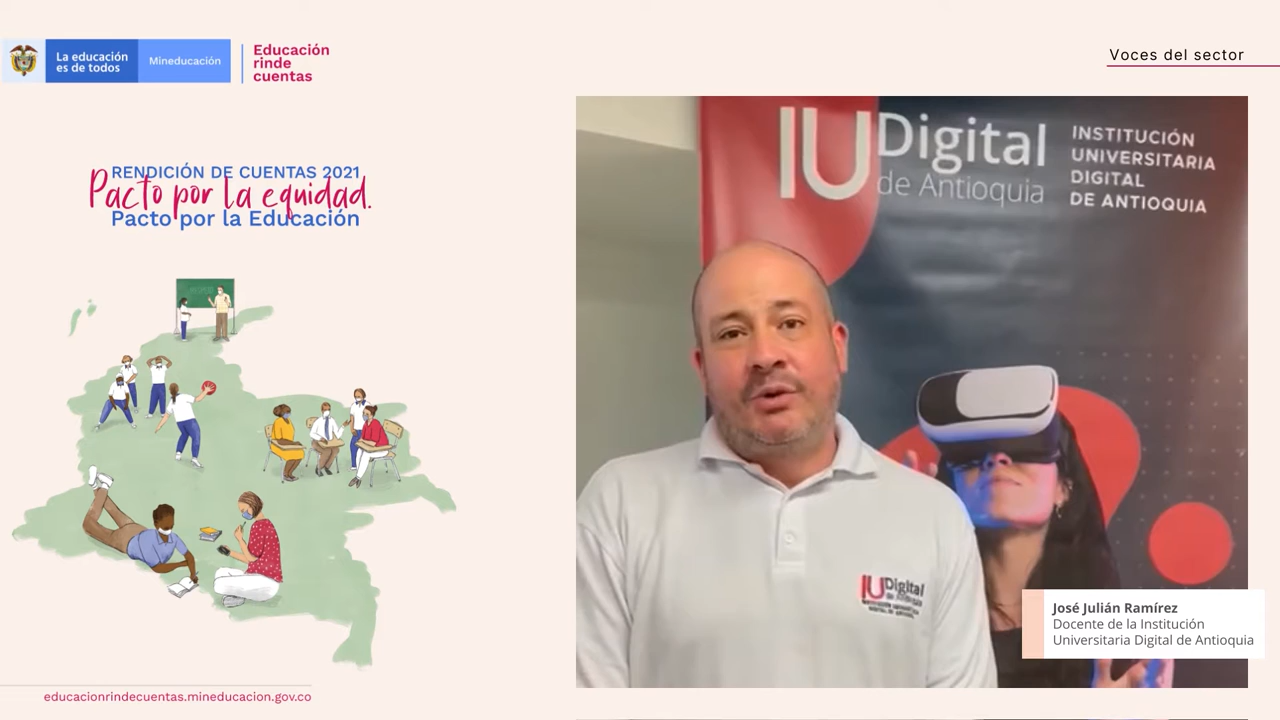 La educación
es de todos
Mineducación
Educación
rinde
cuentas
Voces del sector
RENDICIÓN DE CUENTAS 2021
Pacto por la equidad.
Pacto por la Educación
IU Digital
de Antioquia
INSTITUCIÓN
UNIVERSITARIA
DIGITAL
DE ANTIOQUIA
IU Digital
de Antioquia
José Julián Ramírez
Docente de la Institución
Universitaria Digital de Antioquia
educacionrindecuentas.mineducacion.gov.co